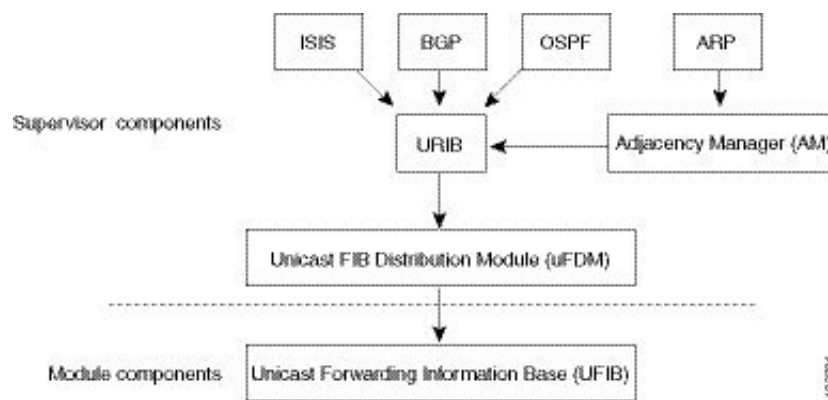 ISIS
BGP
OSPF
ARP
Supervisor components
URIB
Adjacency Manager (AM)
Unicast FIB Distribution Module (uFDM)
Module components
Unicast Forwarding Information Base (UFIB)